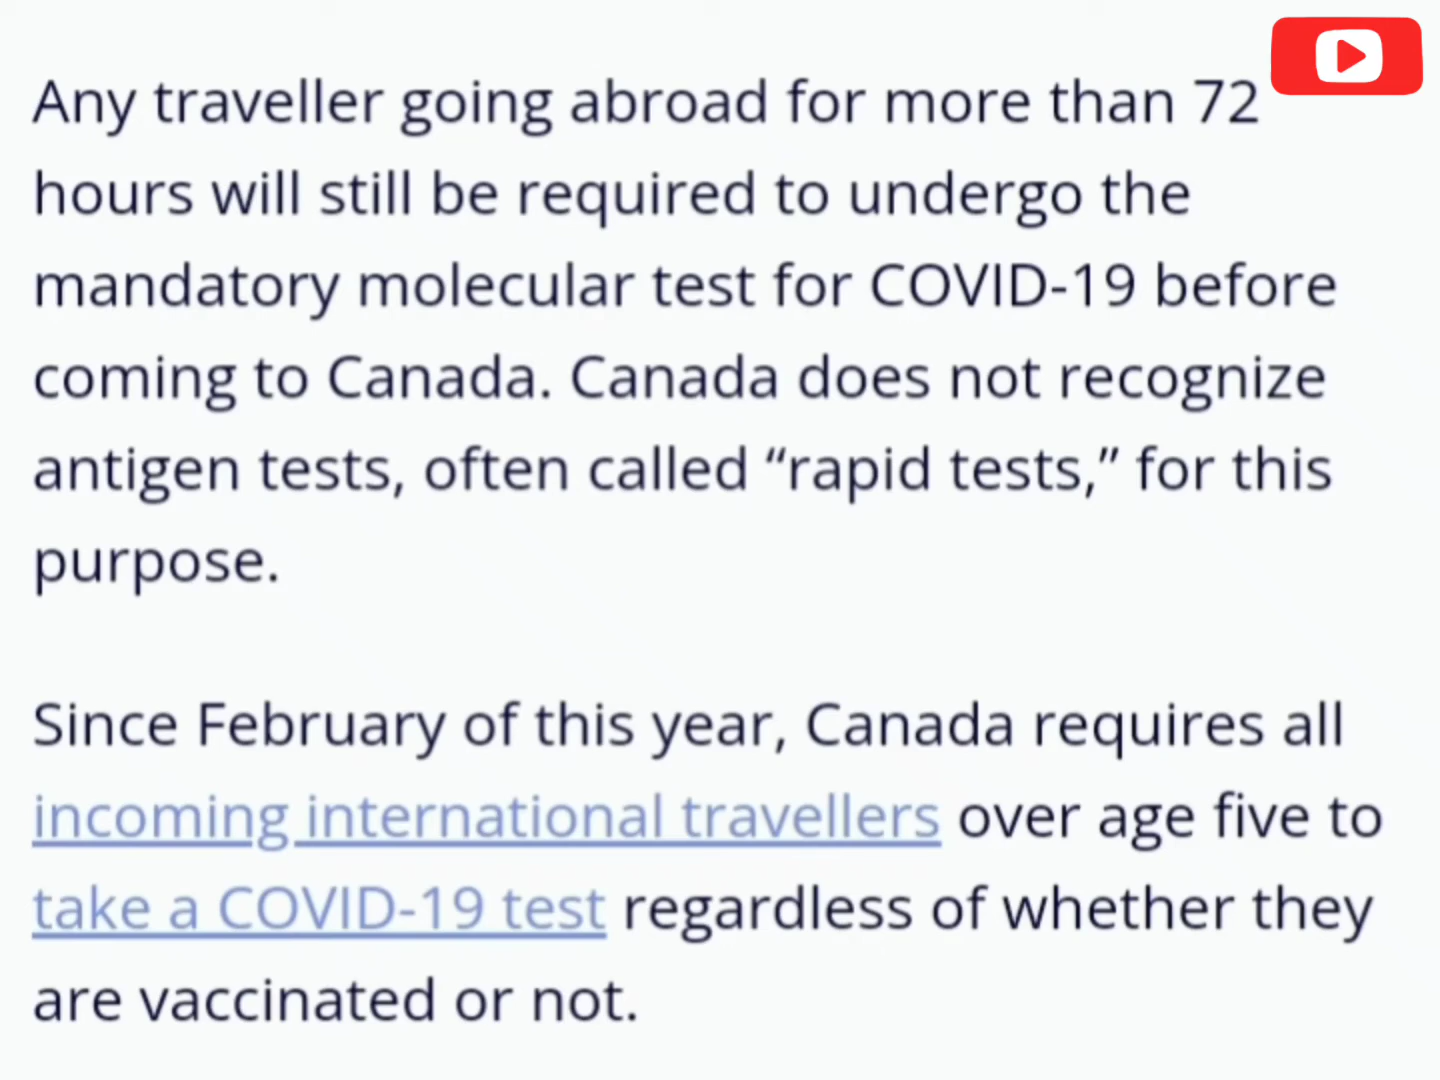 Any traveller going abroad for more than 72
hours will still be required to undergo the
mandatory molecular test for COVID-19 before
coming to Canada. Canada does not recognize
antigen tests, often called “rapid tests,” for this
purpose.
Since February of this year, Canada requires all
incoming international travellers over age five to
take a COVID-19 test regardless of whether they
are vaccinated or not.